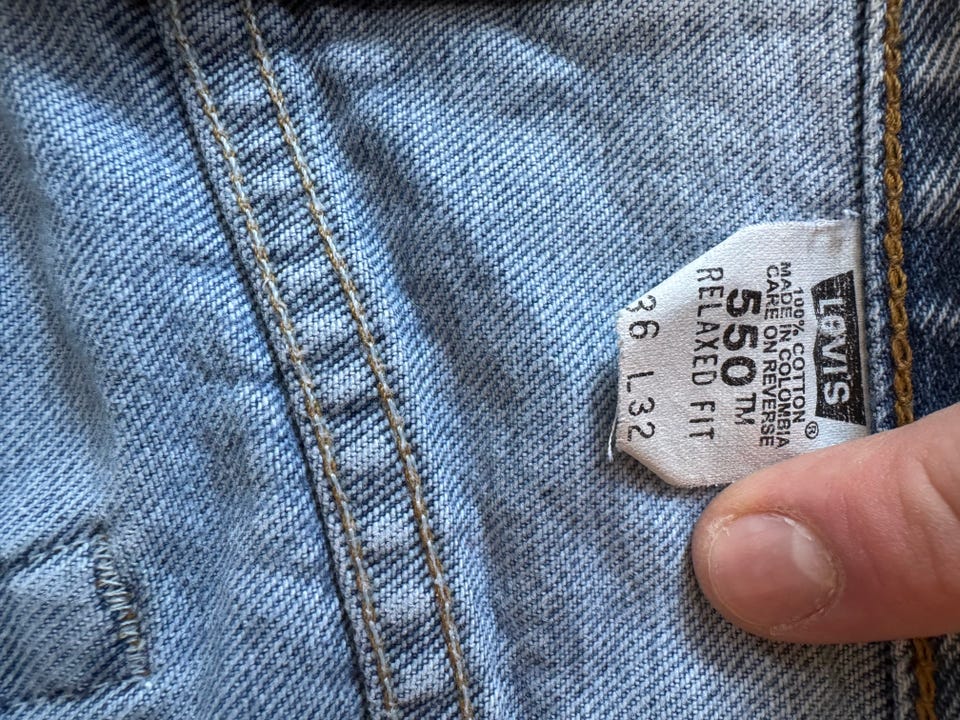 Levi's®
100% COTTON
MADE IN COLOMBIA
CARE ON REVERSE
550™
RELAXED FIT
36 L32